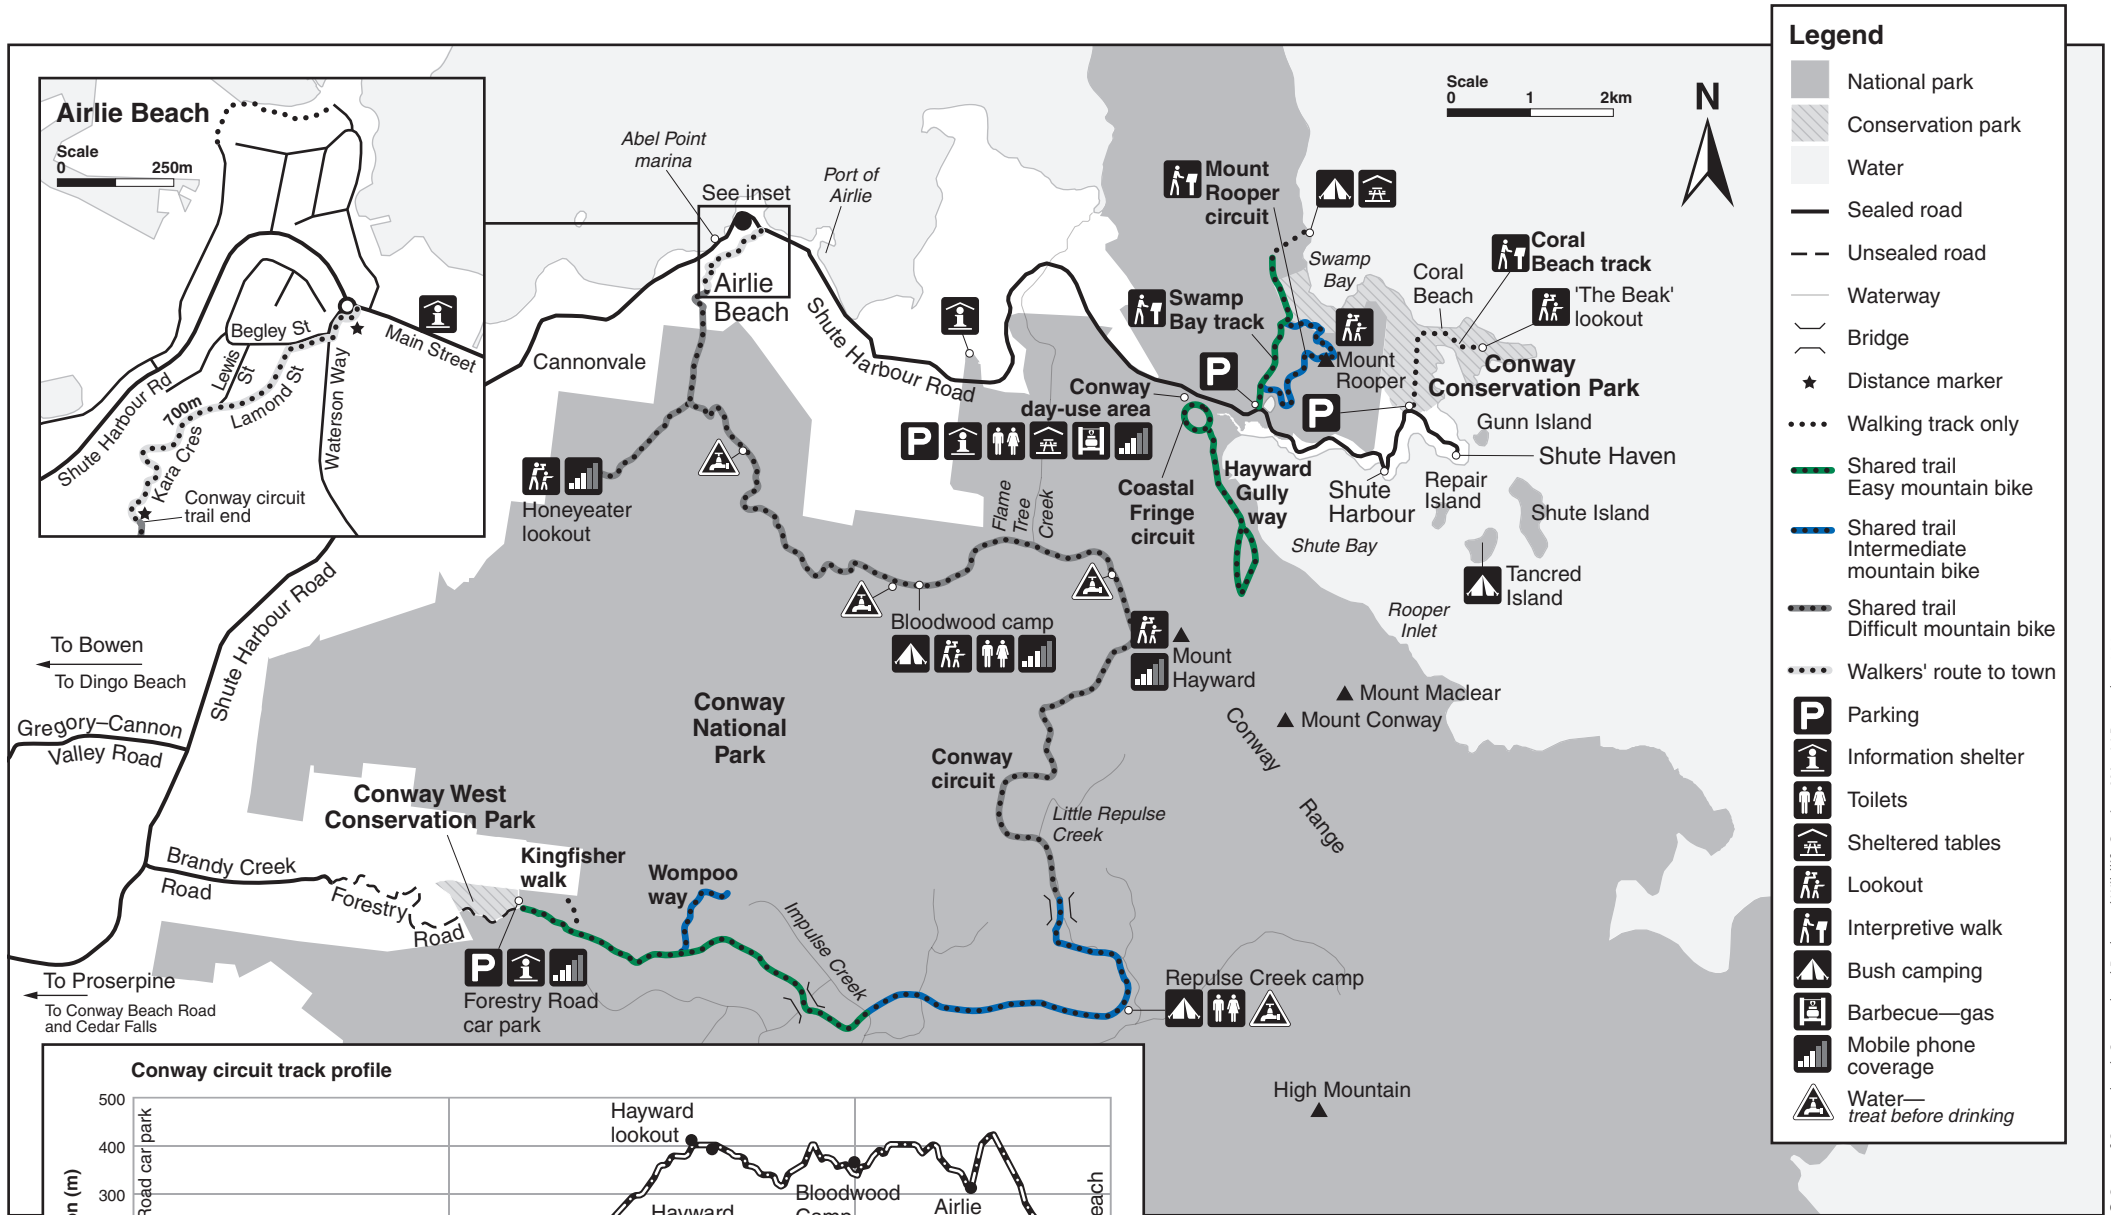 Airlie Beach
Scale
0 250m
Begley St
Main Street
Lewis
St
Lamond St
Waterson Way
700m
Shute Harbour Rd
Kara Cres
Conway circuit
trail end
Abel Point
marina
See inset
Port of
Airlie
Airlie
Beach
Cannonvale
Shute Harbour Road
Mount
Rooper
circuit
Swamp
Bay
Swamp
Bay track
Coral
Beach
Coral
Beach track
'The Beak'
lookout
Mount
Rooper
Conway
Conservation Park
P
P
Gunn Island
Shute Haven
Repair
Island
Shute
Harbour
Shute Island
Shute Bay
Tancred
Island
Rooper
Inlet
Conway
day-use area
P
Coastal
Fringe
circuit
Hayward
Gully
way
Flame
Tree
Creek
Honeyeater
lookout
Bloodwood camp
Mount
Hayward
Mount Maclear
Mount Conway
Conway
Range
Conway
National
Park
Conway
circuit
Little Repulse
Creek
Shute Harbour Road
To Bowen
To Dingo Beach
Gregory–Cannon
Valley Road
Conway West
Conservation Park
Brandy Creek
Road
Forestry
Road
Kingfisher
walk
Wompoo
way
Impulse Creek
P
Forestry Road
car park
To Proserpine
To Conway Beach Road
and Cedar Falls
Repulse Creek camp
High Mountain
Scale
0 1 2km
N
Legend
National park
Conservation park
Water
Sealed road
Unsealed road
Waterway
Bridge
Distance marker
Walking track only
Shared trail
Easy mountain bike
Shared trail
Intermediate
mountain bike
Shared trail
Difficult mountain bike
Walkers' route to town
P Parking
Information shelter
Toilets
Sheltered tables
Lookout
Interpretive walk
Bush camping
Barbecue—gas
Mobile phone
coverage
Water—
treat before drinking
Conway circuit track profile
500
400
300
Road car park
Hayward
lookout
Hayward
Bloodwood
Camp
Airlie